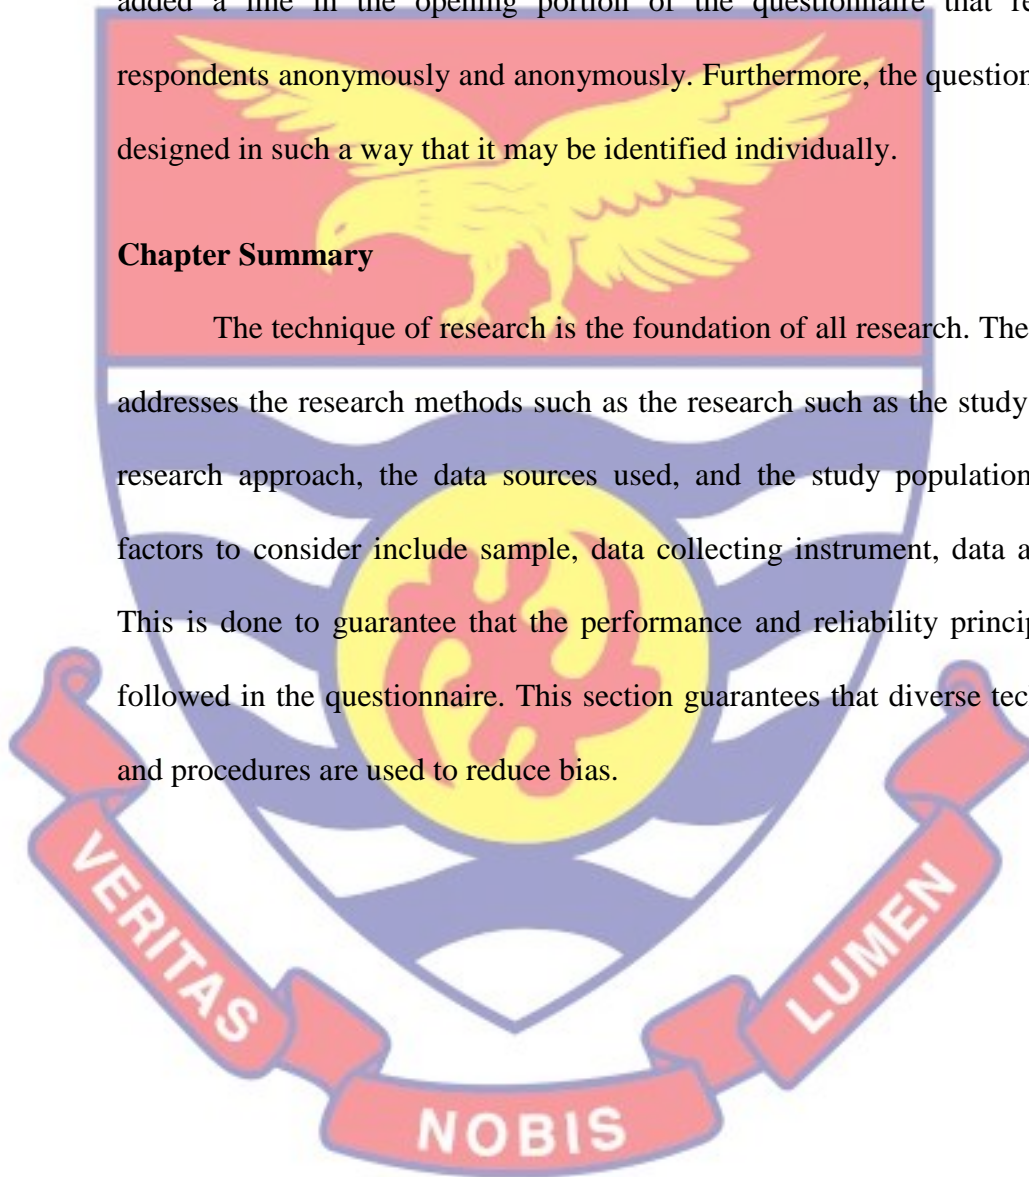 added a line in the opening portion of the questionnaire that re
respondents anonymously and anonymously. Furthermore, the question
designed in such a way that it may be identified individually.
Chapter Summary
The technique of research is the foundation of all research. The
addresses the research methods such as the research such as the study
research approach, the data sources used, and the study population
factors to consider include sample, data collecting instrument, data a
This is done to guarantee that the performance and reliability princip
followed in the questionnaire. This section guarantees that diverse tec
and procedures are used to reduce bias.
VERITAS
NOBIS
LUMEN